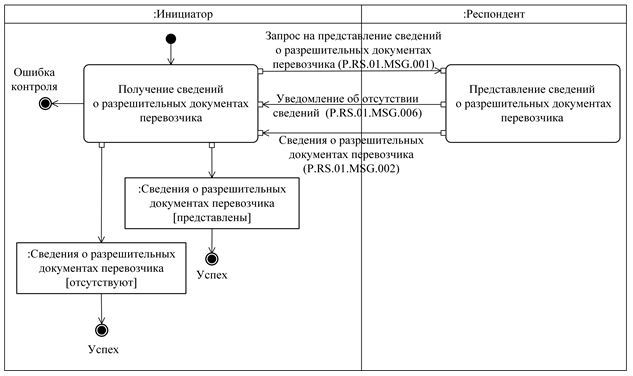 :Инициатор
:Респондент
Запрос на представление сведений
о разрешительных документах
перевозчика (P.RS.01.MSG.001)
Ошибка
контроля
Получение сведений
о разрешительных документах
перевозчика
Уведомление об отсутствии
сведений (P.RS.01.MSG.006)
Представление сведений
о разрешительных документах
перевозчика
Сведения о разрешительных
документах перевозчика
(P.RS.01.MSG.002)
:Сведения о разрешительных
документах перевозчика
[представлены]
Успех
:Сведения о разрешительных
документах перевозчика
[отсутствуют]
Успех